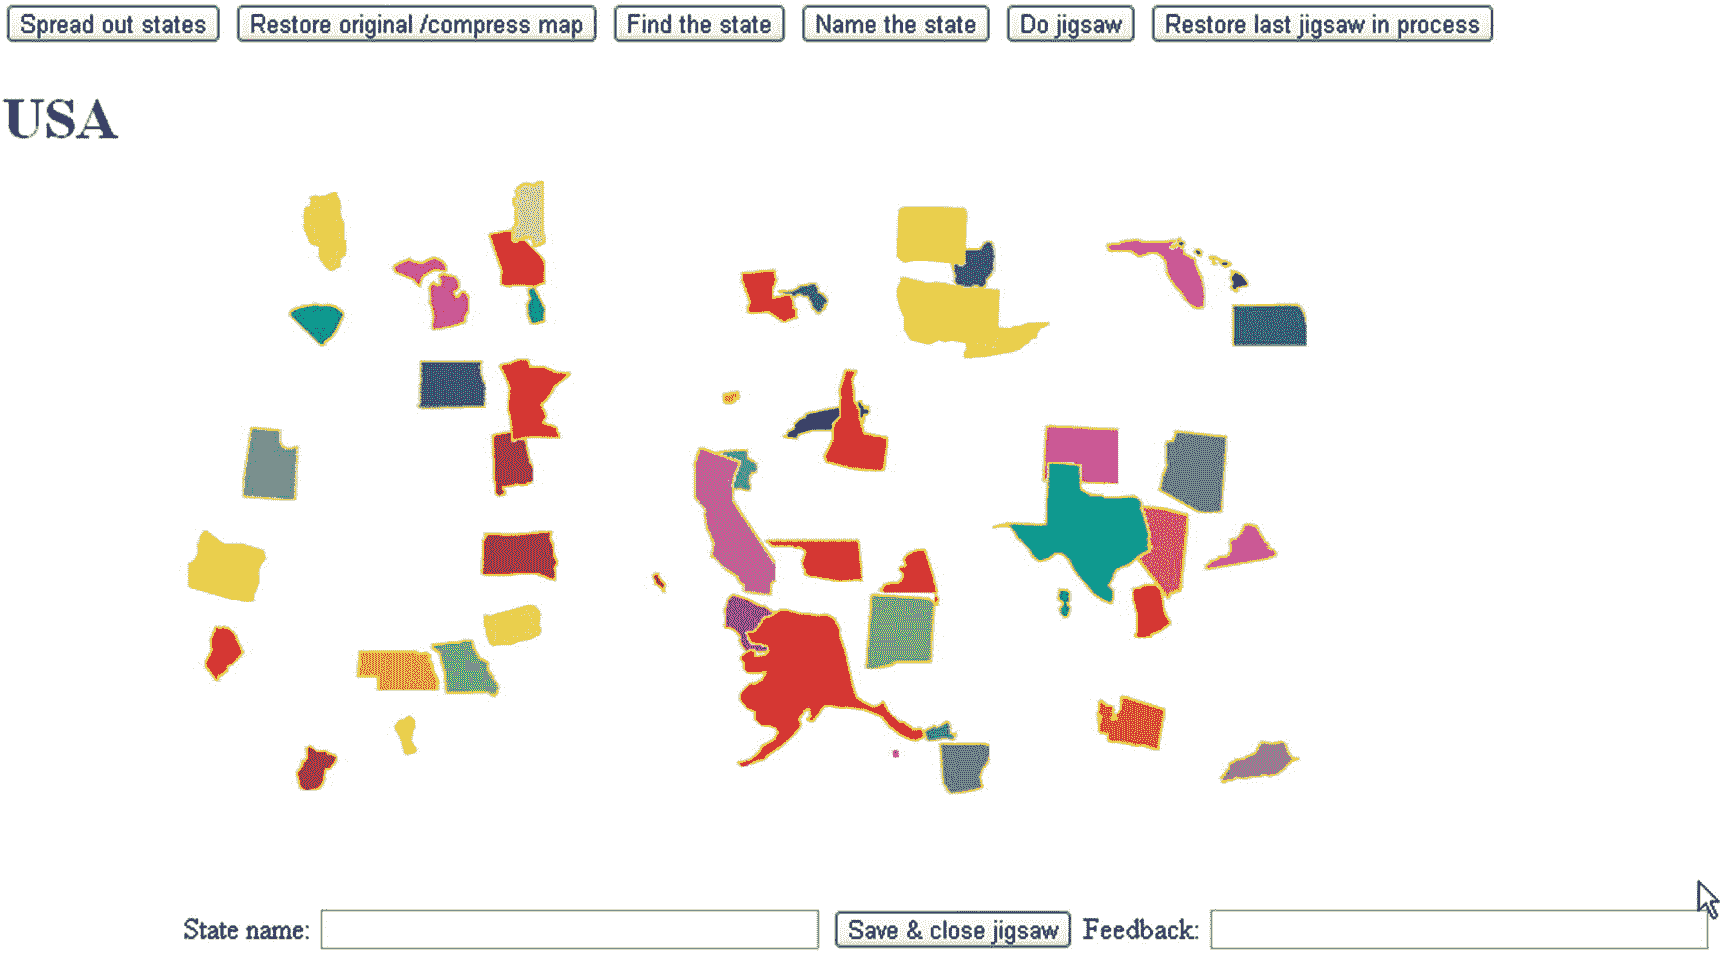 Spread out states Restore original /compress map Find the state Name the state Do jigsaw Restore last jigsaw in process
USA
State name: Save & close jigsaw Feedback: